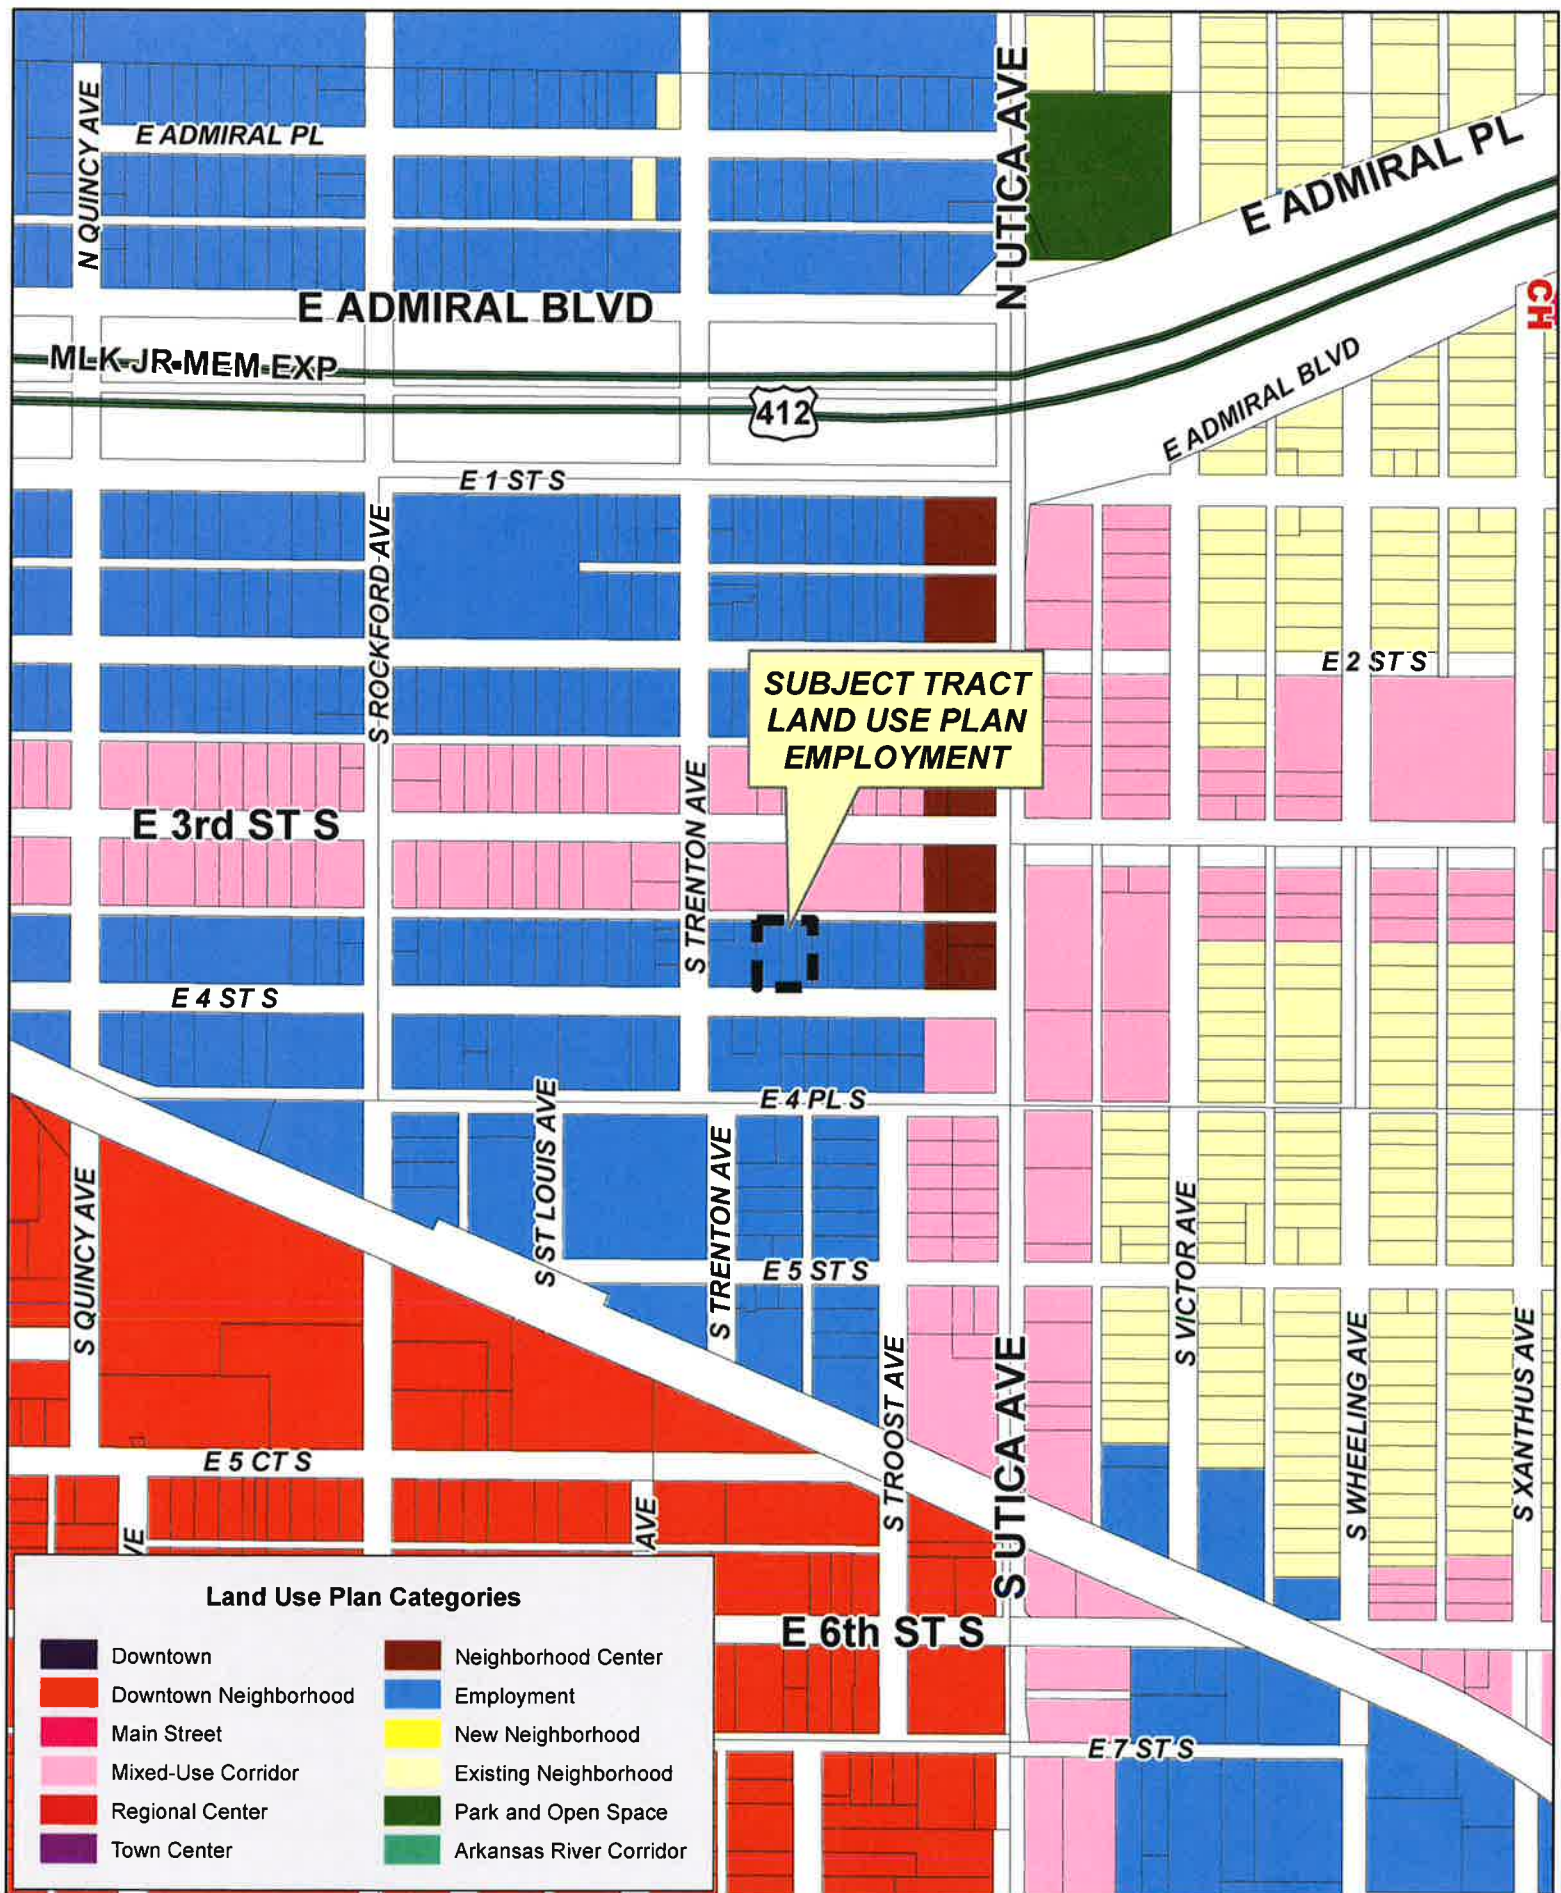 N QUINCY AVE
E ADMIRAL PL
N UTICA AVE
E ADMIRAL PL
E ADMIRAL BLVD
CH
MLK JR MEM EXP
412
E ADMIRAL BLVD
E 1 ST S
S ROCKFORD AVE
E 2 ST S
SUBJECT TRACT
LAND USE PLAN
EMPLOYMENT
E 3rd ST S
S TRENTON AVE
E 4 ST S
E 4 PL S
S ST LOUIS AVE
S TRENTON AVE
S QUINCY AVE
S VICTOR AVE
E 5 ST S
S TROOST AVE
S UTICA AVE
S WHEELING AVE
S XANTHUS AVE
E 5 CT S
VE
AVE
E 6th ST S
E 7 ST S
Land Use Plan Categories
Downtown
Downtown Neighborhood
Main Street
Mixed-Use Corridor
Regional Center
Town Center
Neighborhood Center
Employment
New Neighborhood
Existing Neighborhood
Park and Open Space
Arkansas River Corridor